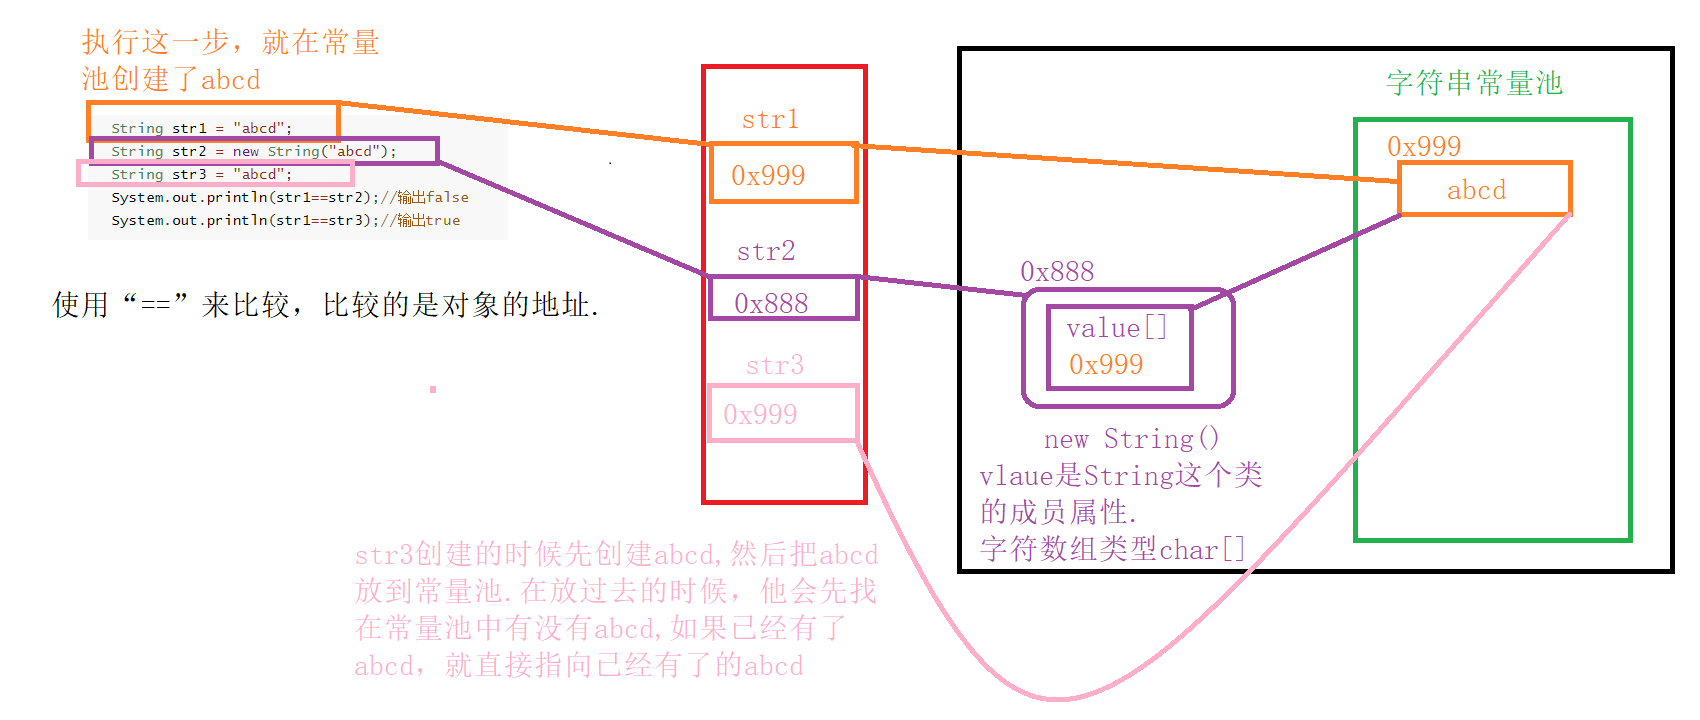 执行这一步，就在常量
池创建了abcd
String str1 = "abcd";
String str2 = new String("abcd");
String str3 = "abcd";
System.out.println(str1==str2);//输出false
System.out.println(str1==str3);//输出true
使用“==”来比较，比较的是对象的地址.
str1
0x999
str2
0x888
str3
0x999
str3创建的时候先创建abcd,然后把abcd
放到常量池.在放过去的时候，他会先找
在常量池中有没有abcd,如果已经有了
abcd，就直接指向已经有了的abcd
字符串常量池
0x999
abcd
0x888
value[]
0x999
new String()
vlaue是String这个类
的成员属性.
字符数组类型char[]